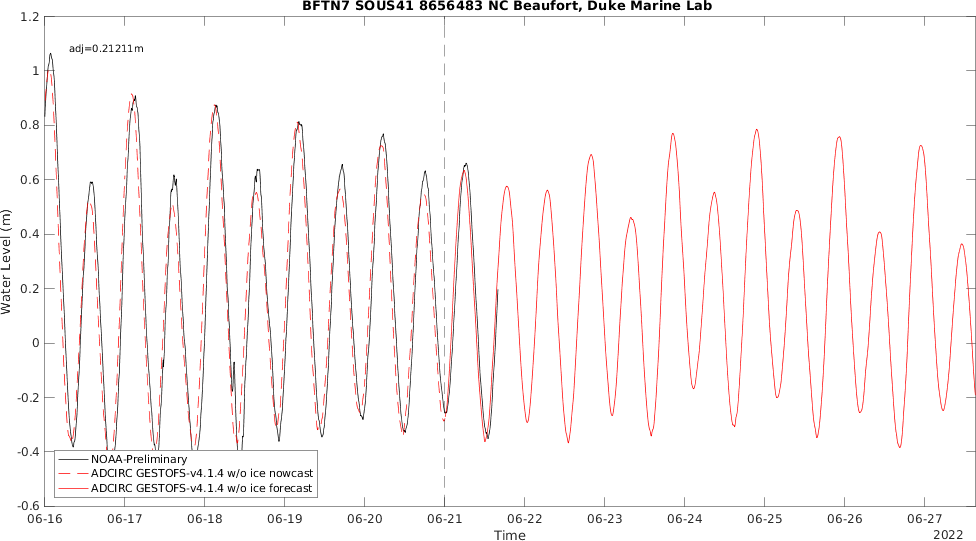 BFTN7 SOUS41 8656483 NC Beaufort, Duke Marine Lab
adj=0.21211m
1.2
1
0.8
0.6
0.4
0.2
0
-0.2
-0.4
-0.6
Water Level (m)
NOAA-Preliminary
ADCIRC GESTOFS-v4.1.4 w/o ice nowcast
ADCIRC GESTOFS-v4.1.4 w/o ice forecast
06-16 06-17 06-18 06-19 06-20 06-21 06-22 06-23 06-24 06-25 06-26 06-27
Time
2022